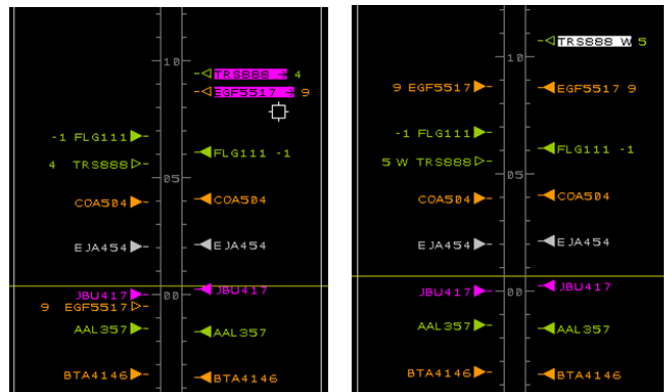 10
TRS888 → 4
EGF5517 → 9
-1 FLG111
FLG111 -1
4 TRS888
05
COA504
COA504
EJA454
EJA454
JBU417
00
JBU417
9 EGF5517
AAL357
AAL357
BTA4146
BTA4146
TRS888 W 5
10
9 EGF5517
EGF5517 9
-1 FLG111
FLG111 -1
5 W TRS888
05
COA504
COA504
EJA454
EJA454
JBU417
00
JBU417
AAL357
AAL357
BTA4146
BTA4146